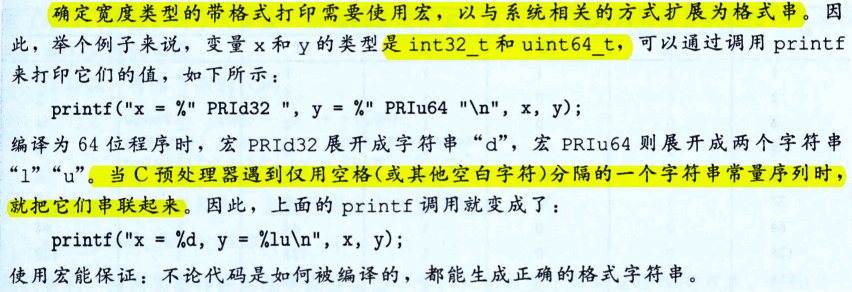 确定宽度类型的带格式打印需要使用宏，以与系统相关的方式扩展为格式串。因
此，举个例子来说，变量 x 和 y 的类型是 int32_t 和 uint64_t，可以通过调用 printf
来打印它们的值，如下所示：
printf("x = %" PRId32 ", y = %" PRIu64 "\n", x, y);
编译为 64 位程序时，宏 PRId32 展开成字符串 “d”，宏 PRIu64 则展开成两个字符串
“l” “u”。当 C 预处理器遇到仅用空格(或其他空白字符)分隔的一个字符串常量序列时，
就把它们串联起来。因此，上面的 printf 调用就变成了：
printf("x = %d, y = %lu\n", x, y);
使用宏能保证：不论代码是如何被编译的，都能生成正确的格式字符串。